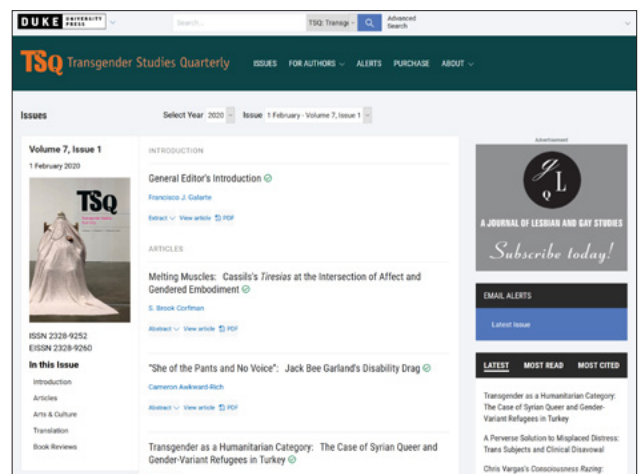 DUKE UNIVERSITY PRESS
Search...
TSQ: Transge
Advanced Search
TSQ Transgender Studies Quarterly
ISSUES FOR AUTHORS ALERTS PURCHASE ABOUT
Issues
Select Year 2020 Issue 1 February - Volume 7, Issue 1
Volume 7, Issue 1
1 February 2020
TSQ
ISSN 2328-9252
EISSN 2328-9260
In this Issue
Introduction
Articles
Arts & Culture
Translation
Book Reviews
INTRODUCTION
General Editor's Introduction
Francisco J. Galarte
Extract View article PDF
ARTICLES
Melting Muscles: Cassils's Tiresias at the Intersection of Affect and
Gendered Embodiment
S. Brook Corfman
Abstract View article PDF
"She of the Pants and No Voice": Jack Bee Garland's Disability Drag
Cameron Awkward-Rich
Abstract View article PDF
Transgender as a Humanitarian Category: The Case of Syrian Queer and
Gender-Variant Refugees in Turkey
Advertisement
GLQ
A JOURNAL OF LESBIAN AND GAY STUDIES
Subscribe today!
EMAIL ALERTS
Latest Issue
LATEST MOST READ MOST CITED
Transgender as a Humanitarian Category:
The Case of Syrian Queer and Gender-
Variant Refugees in Turkey
A Perverse Solution to Misplaced Distress:
Trans Subjects and Clinical Disavowal
Chris Vargas's Consciousness Razing: